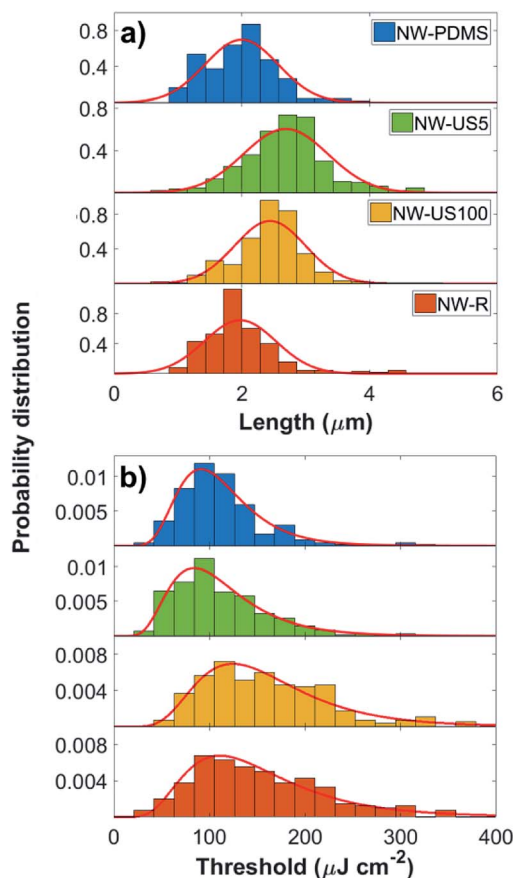 Probability distribution
a)
0.8
0.4
NW-PDMS
0.8
0.4
NW-US5
0.8
0.4
NW-US100
0.8
0.4
NW-R
0 2 4 6
Length (μm)
b)
0.01
0.005
0.01
0.005
0.008
0.004
0.008
0.004
0 100 200 300 400
Threshold (μJ cm-2)